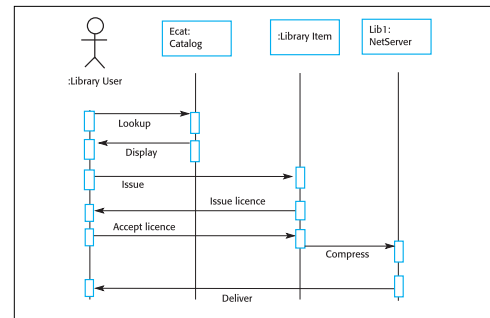 Ecat:
Catalog
:Library Item
Lib1:
NetServer
:Library User
Lookup
Display
Issue
Issue licence
Accept licence
Compress
Deliver